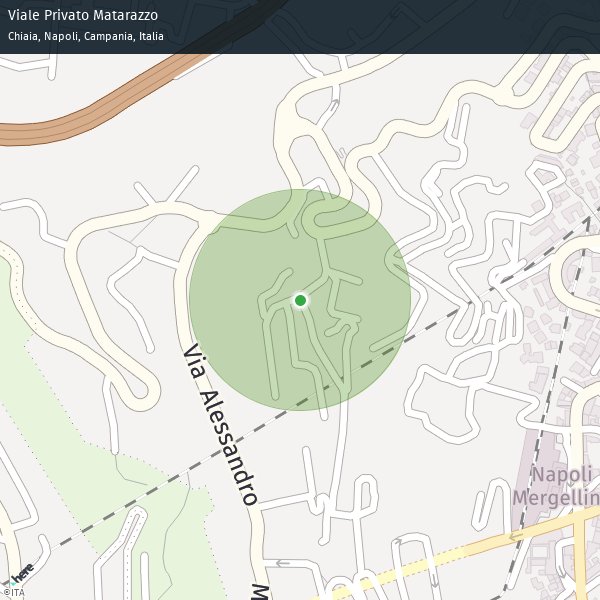 Viale Privato Matarazzo
Chiaia, Napoli, Campania, Italia
Via Alessandro
M
Napoli
Mergellin
here
©ITA